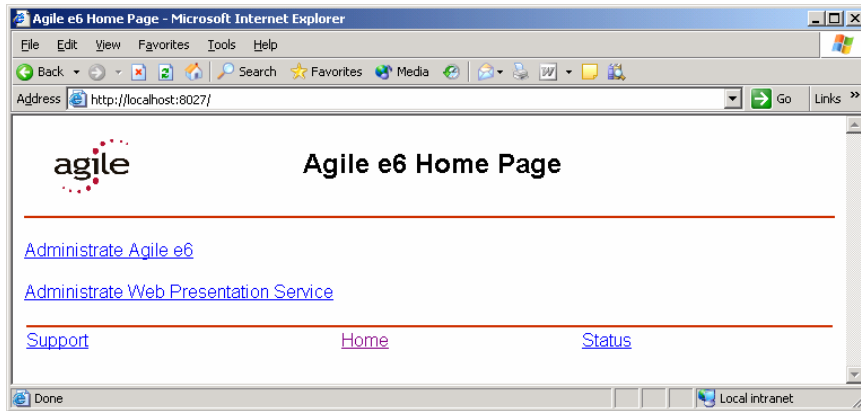 Agile e6 Home Page - Microsoft Internet Explorer
File Edit View Favorites Tools Help
Back Search Favorites Media
Address http://localhost:8027/ Go Links »
agile Agile e6 Home Page
Administrate Agile e6
Administrate Web Presentation Service
Support Home Status
Done Local intranet